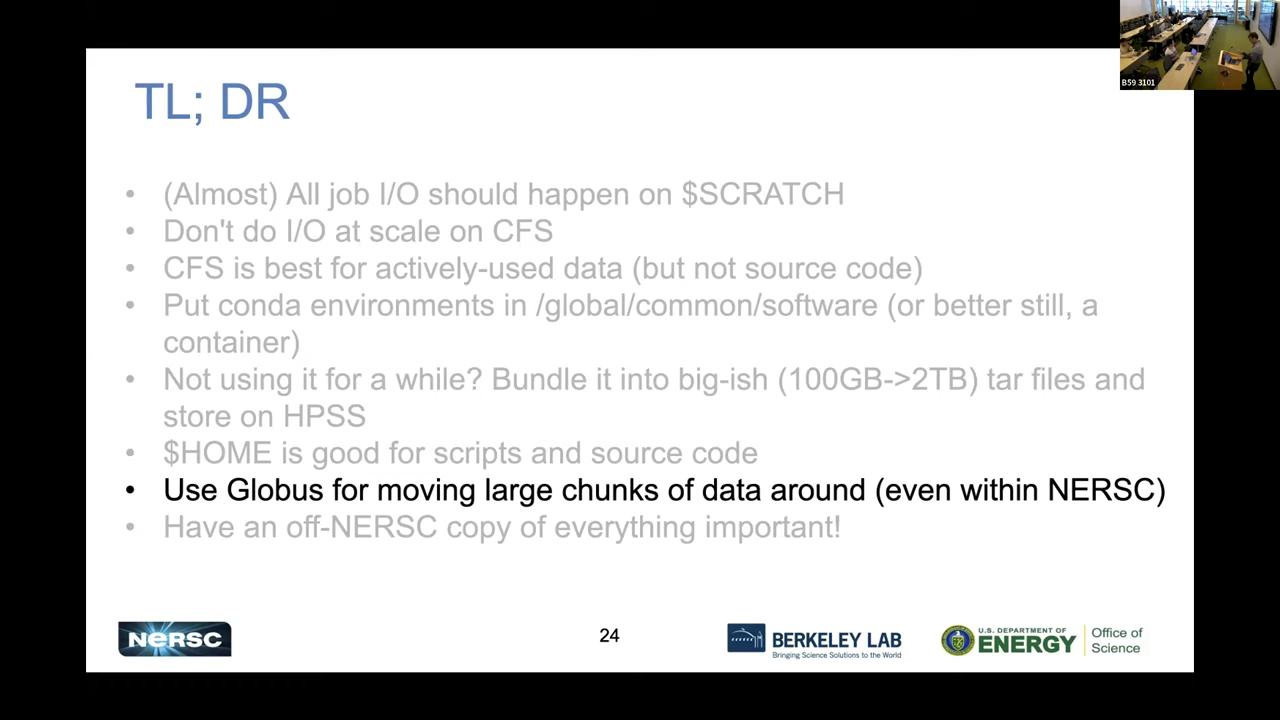 B59 3101
TL; DR
• (Almost) All job I/O should happen on $SCRATCH
• Don't do I/O at scale on CFS
• CFS is best for actively-used data (but not source code)
• Put conda environments in /global/common/software (or better still, a
container)
• Not using it for a while? Bundle it into big-ish (100GB->2TB) tar files and
store on HPSS
• $HOME is good for scripts and source code
• Use Globus for moving large chunks of data around (even within NERSC)
• Have an off-NERSC copy of everything important!
NERSC
24
BERKELEY LAB
Bringing Science Solutions to the World
U.S. DEPARTMENT OF
ENERGY
Office of
Science